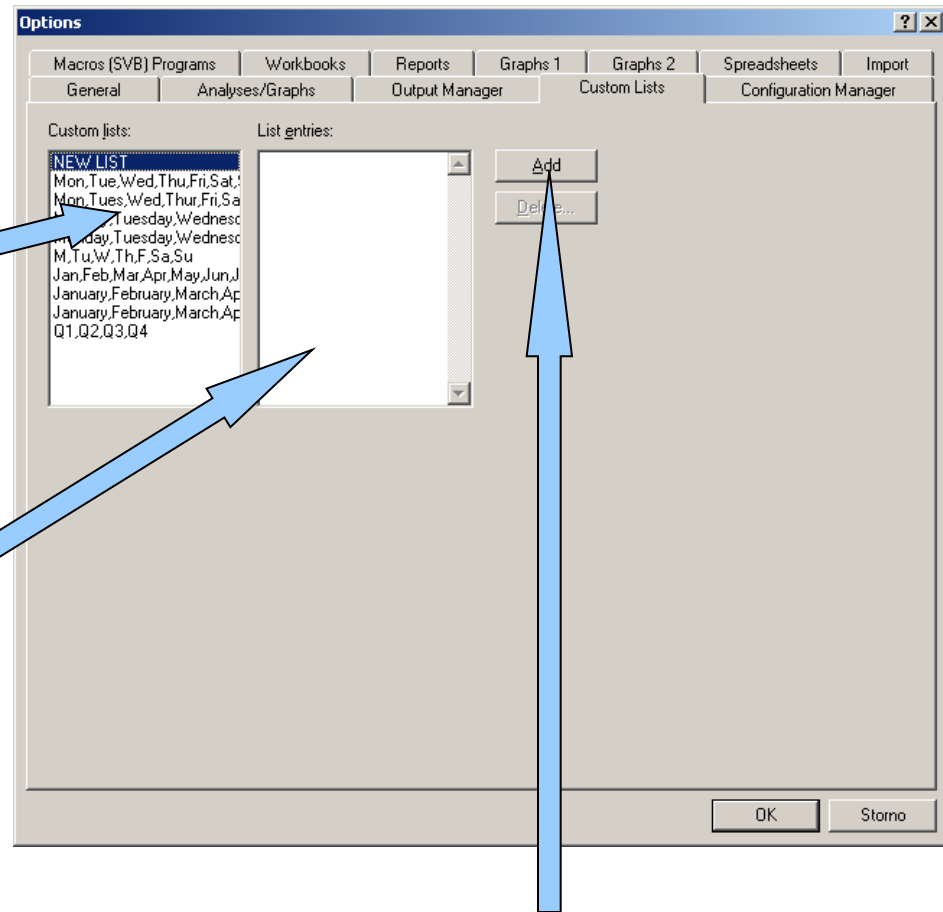 Options
Macros (SVB) Programs Workbooks Reports Graphs 1 Graphs 2 Spreadsheets Import
General Analyses/Graphs Output Manager Custom Lists Configuration Manager
Custom lists: List entries:
NEW LIST
Mon,Tue,Wed,Thu,Fri,Sat,
Mon,Tues,Wed,Thur,Fri,Sa
Tuesday,Wednesd
day,Tuesday,Wednesd
M,Tu,W,Th,F,Sa,Su
Jan,Feb,Mar,Apr,May,Jun,J
January,February,March,Ap
January,February,March,Ap
Q1,Q2,Q3,Q4
Add
Delete...
OK Storno